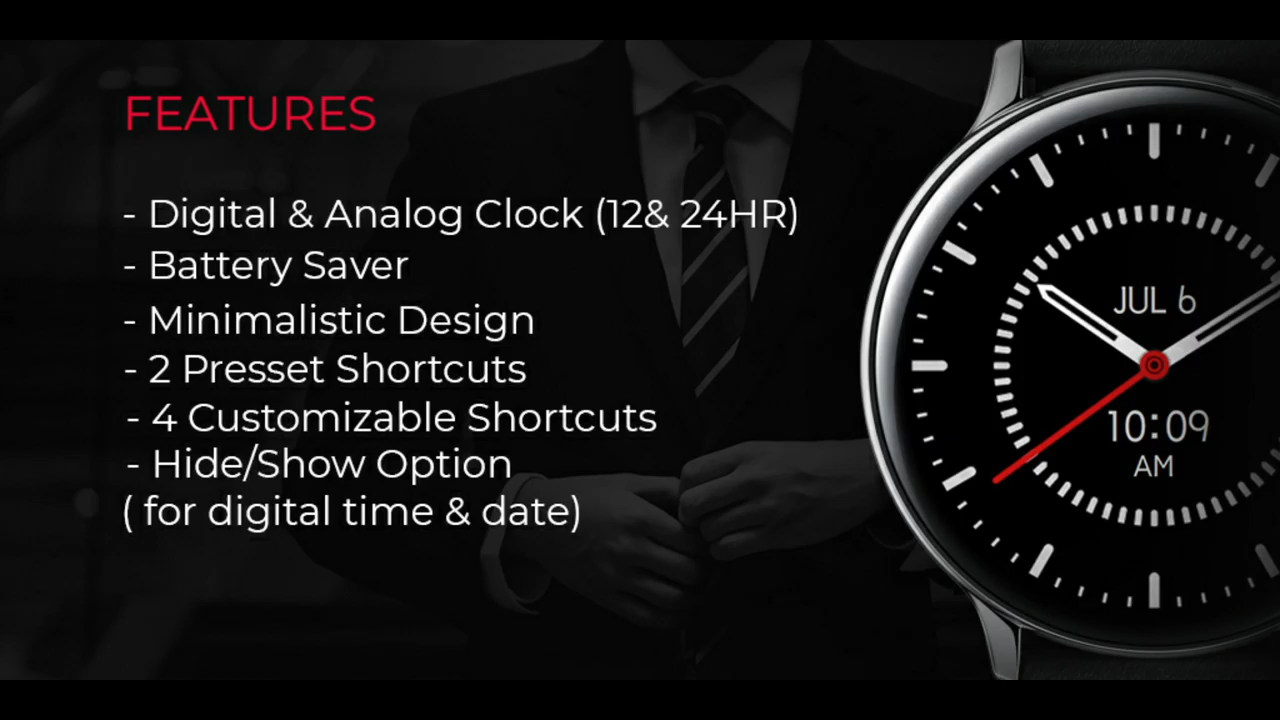 FEATURES
- Digital & Analog Clock (12& 24HR)
- Battery Saver
- Minimalistic Design
- 2 Presset Shortcuts
- 4 Customizable Shortcuts
- Hide/Show Option
( for digital time & date)
JUL 6
10:09
AM